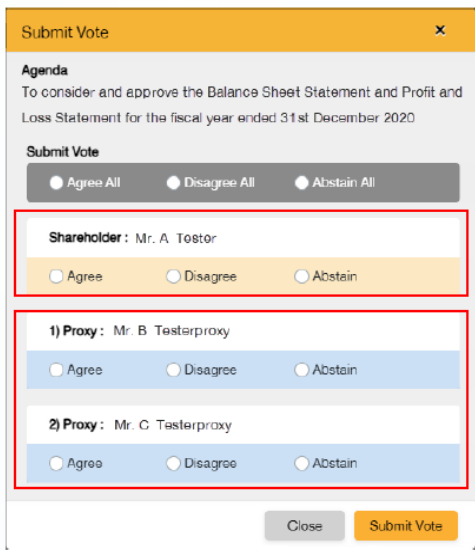 Submit Vote ×
Agenda
To consider and approve the Balance Sheet Statement and Profit and
Loss Statement for the fiscal year ended 31st December 2020
Submit Vote
Agree All Disagree All Abstain All
Shareholder : Mr. A Tester
Agree Disagree Abstain
1) Proxy : Mr. B Testerproxy
Agree Disagree Abstain
2) Proxy : Mr. C Testerproxy
Agree Disagree Abstain
Close Submit Vote